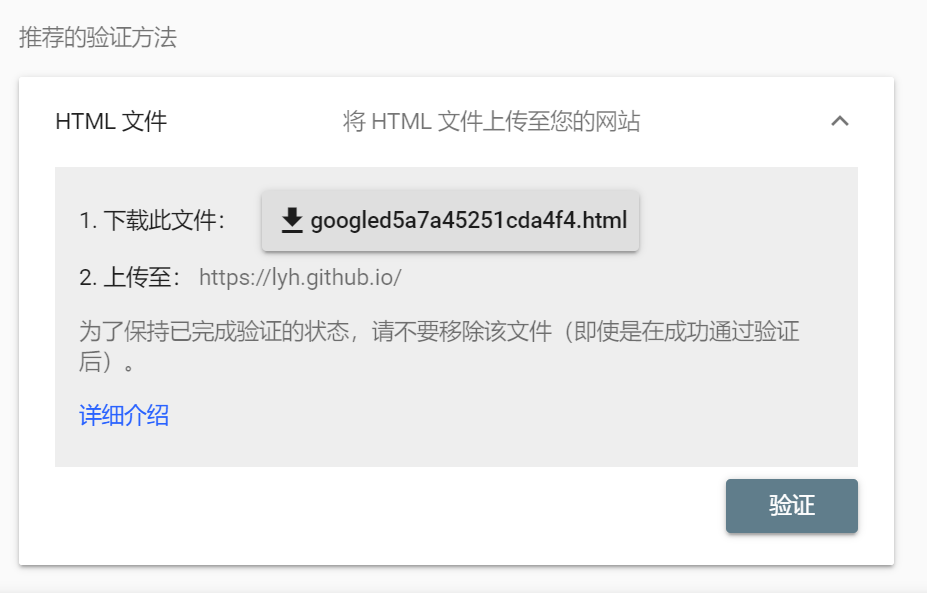 推荐的验证方法
HTML 文件 将 HTML 文件上传至您的网站
1. 下载此文件： googled5a7a45251cda4f4.html
2. 上传至： https://lyh.github.io/
为了保持已完成验证的状态，请不要移除该文件（即使是在成功通过验证
后）。
详细介绍
验证